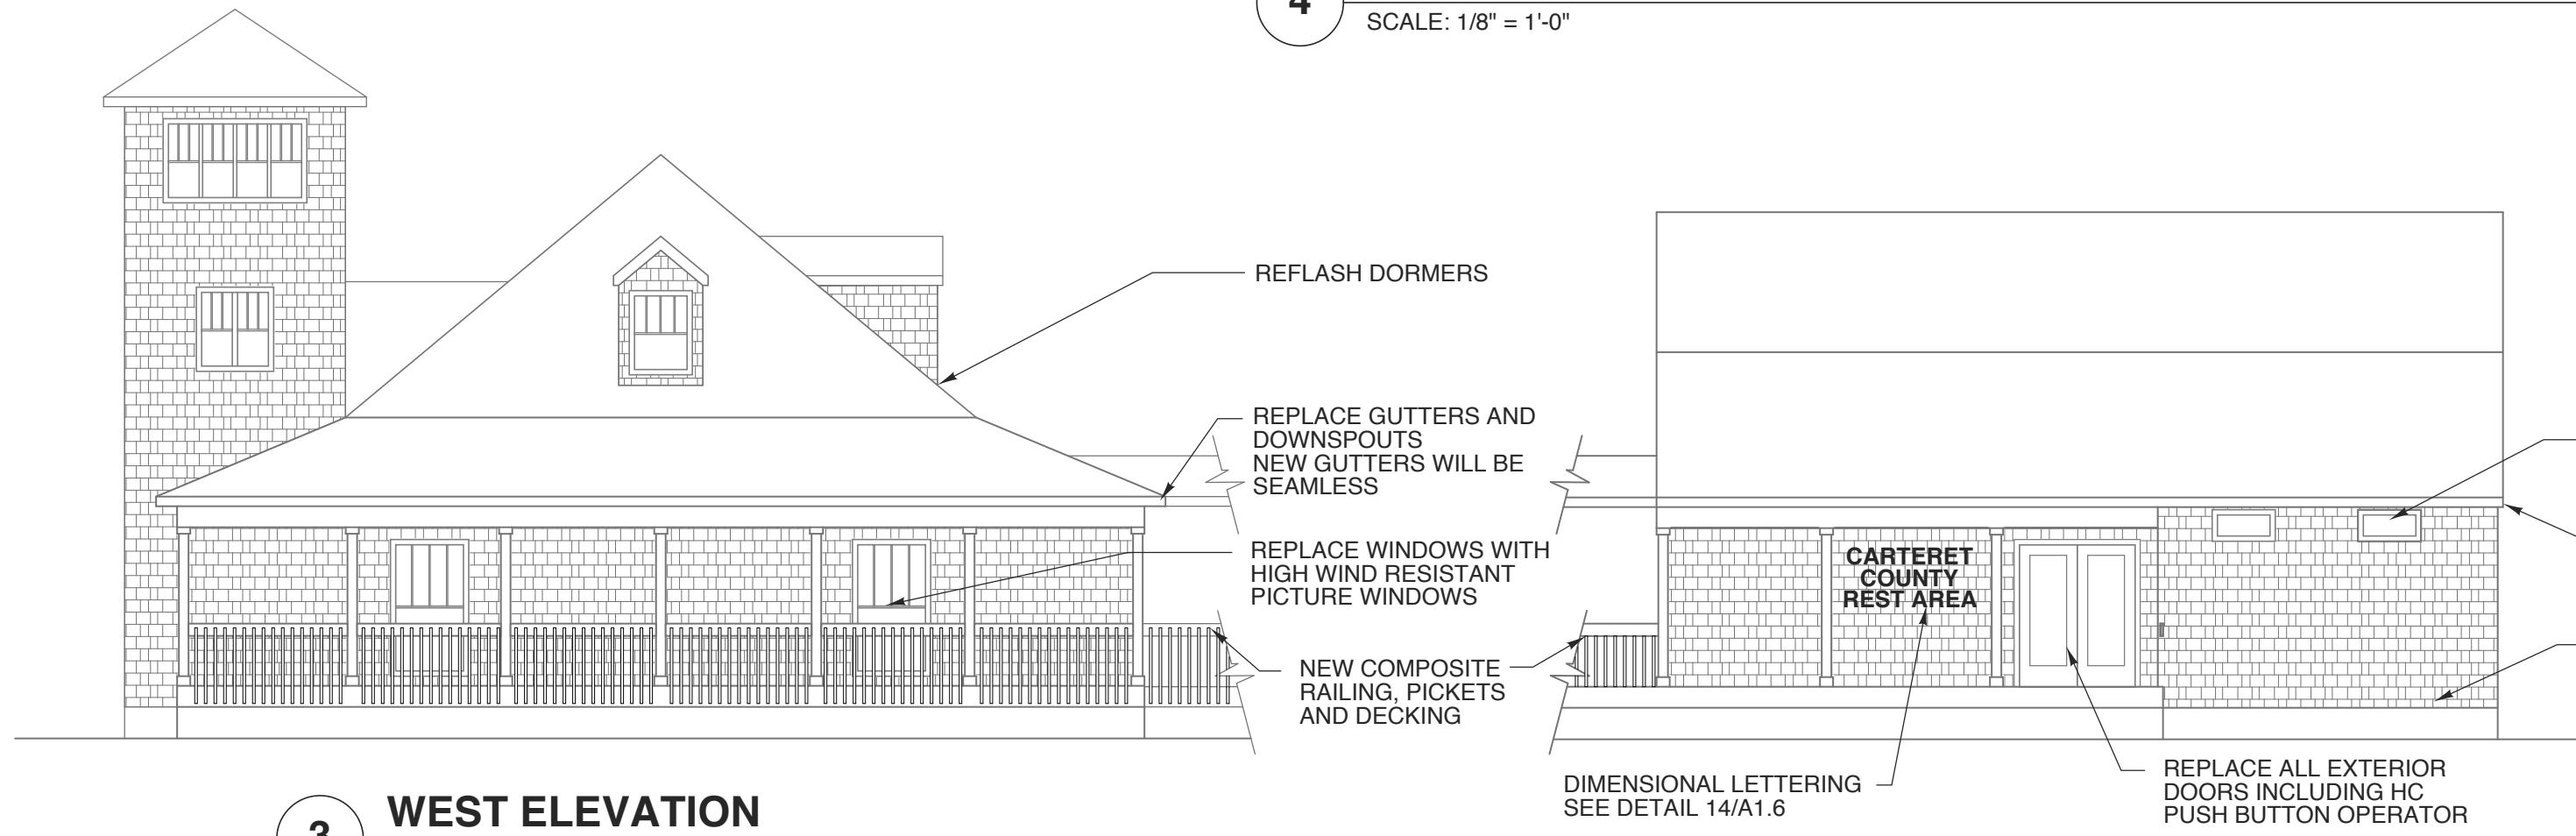 4
SCALE: 1/8" = 1'-0"
REFLASH DORMERS
REPLACE GUTTERS AND
DOWNSPOUTS
NEW GUTTERS WILL BE
SEAMLESS
REPLACE WINDOWS WITH
HIGH WIND RESISTANT
PICTURE WINDOWS
NEW COMPOSITE
RAILING, PICKETS
AND DECKING
CARTERET
COUNTY
REST AREA
DIMENSIONAL LETTERING
SEE DETAIL 14/A1.6
REPLACE ALL EXTERIOR
DOORS INCLUDING HC
PUSH BUTTON OPERATOR
3
WEST ELEVATION